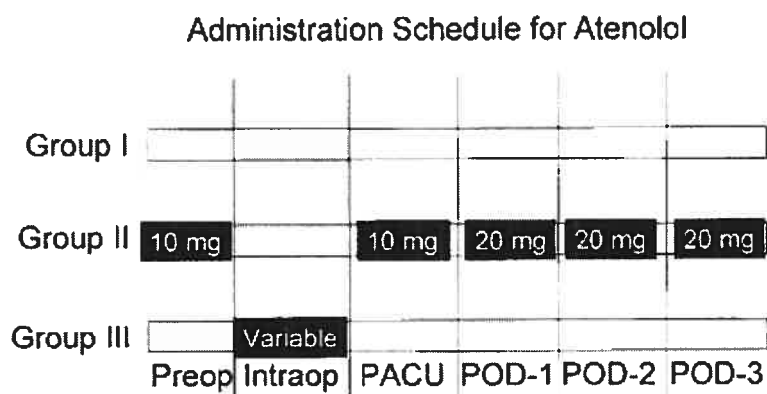 Administration Schedule for Atenolol
Group I
Group II 10 mg 10 mg 20 mg 20 mg 20 mg
Group III Variable
Preop Intraop PACU POD-1 POD-2 POD-3